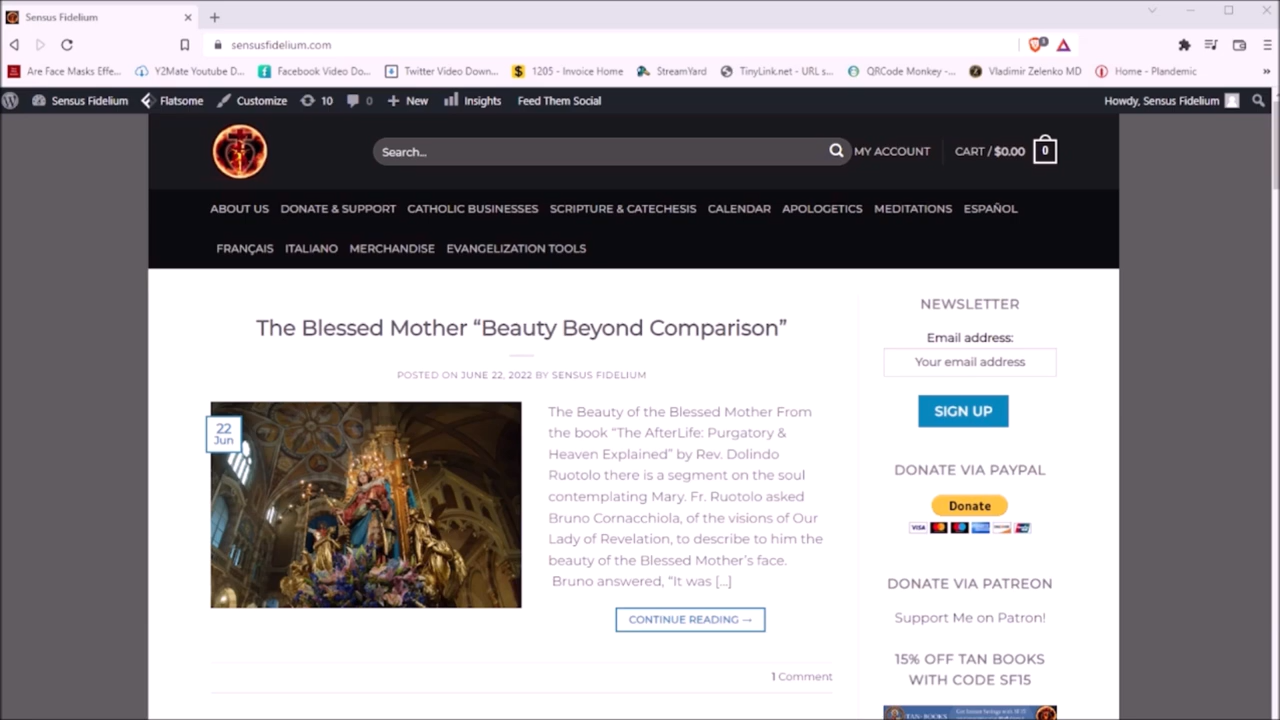 Sensus Fidelium
sensusfidelium.com
Are Face Masks Effe...
Y2Mate Youtube D...
Facebook Video Do...
Twitter Video Down...
1205 - Invoice Home
StreamYard
TinyLink.net - URL s...
QRCode Monkey -...
Vladimir Zelenko MD
Home - Plandemic
Sensus Fidelium
Flatsome
Customize
10
0
New
Insights
Feed Them Social
Howdy, Sensus Fidelium
Search...
MY ACCOUNT
CART / $0.00
0
ABOUT US
DONATE & SUPPORT
CATHOLIC BUSINESSES
SCRIPTURE & CATECHESIS
CALENDAR
APOLOGETICS
MEDITATIONS
ESPAÑOL
FRANÇAIS
ITALIANO
MERCHANDISE
EVANGELIZATION TOOLS
The Blessed Mother “Beauty Beyond Comparison”
POSTED ON JUNE 22, 2022 BY SENSUS FIDELIUM
22
Jun
The Beauty of the Blessed Mother From
the book “The AfterLife: Purgatory &
Heaven Explained” by Rev. Dolindo
Ruotolo there is a segment on the soul
contemplating Mary. Fr. Ruotolo asked
Bruno Cornacchiola, of the visions of Our
Lady of Revelation, to describe to him the
beauty of the Blessed Mother’s face.
Bruno answered, “It was [...]
CONTINUE READING →
1 Comment
NEWSLETTER
Email address:
Your email address
SIGN UP
DONATE VIA PAYPAL
Donate
VISA
DONATE VIA PATREON
Support Me on Patron!
15% OFF TAN BOOKS
WITH CODE SF15
TAN·BOOKS